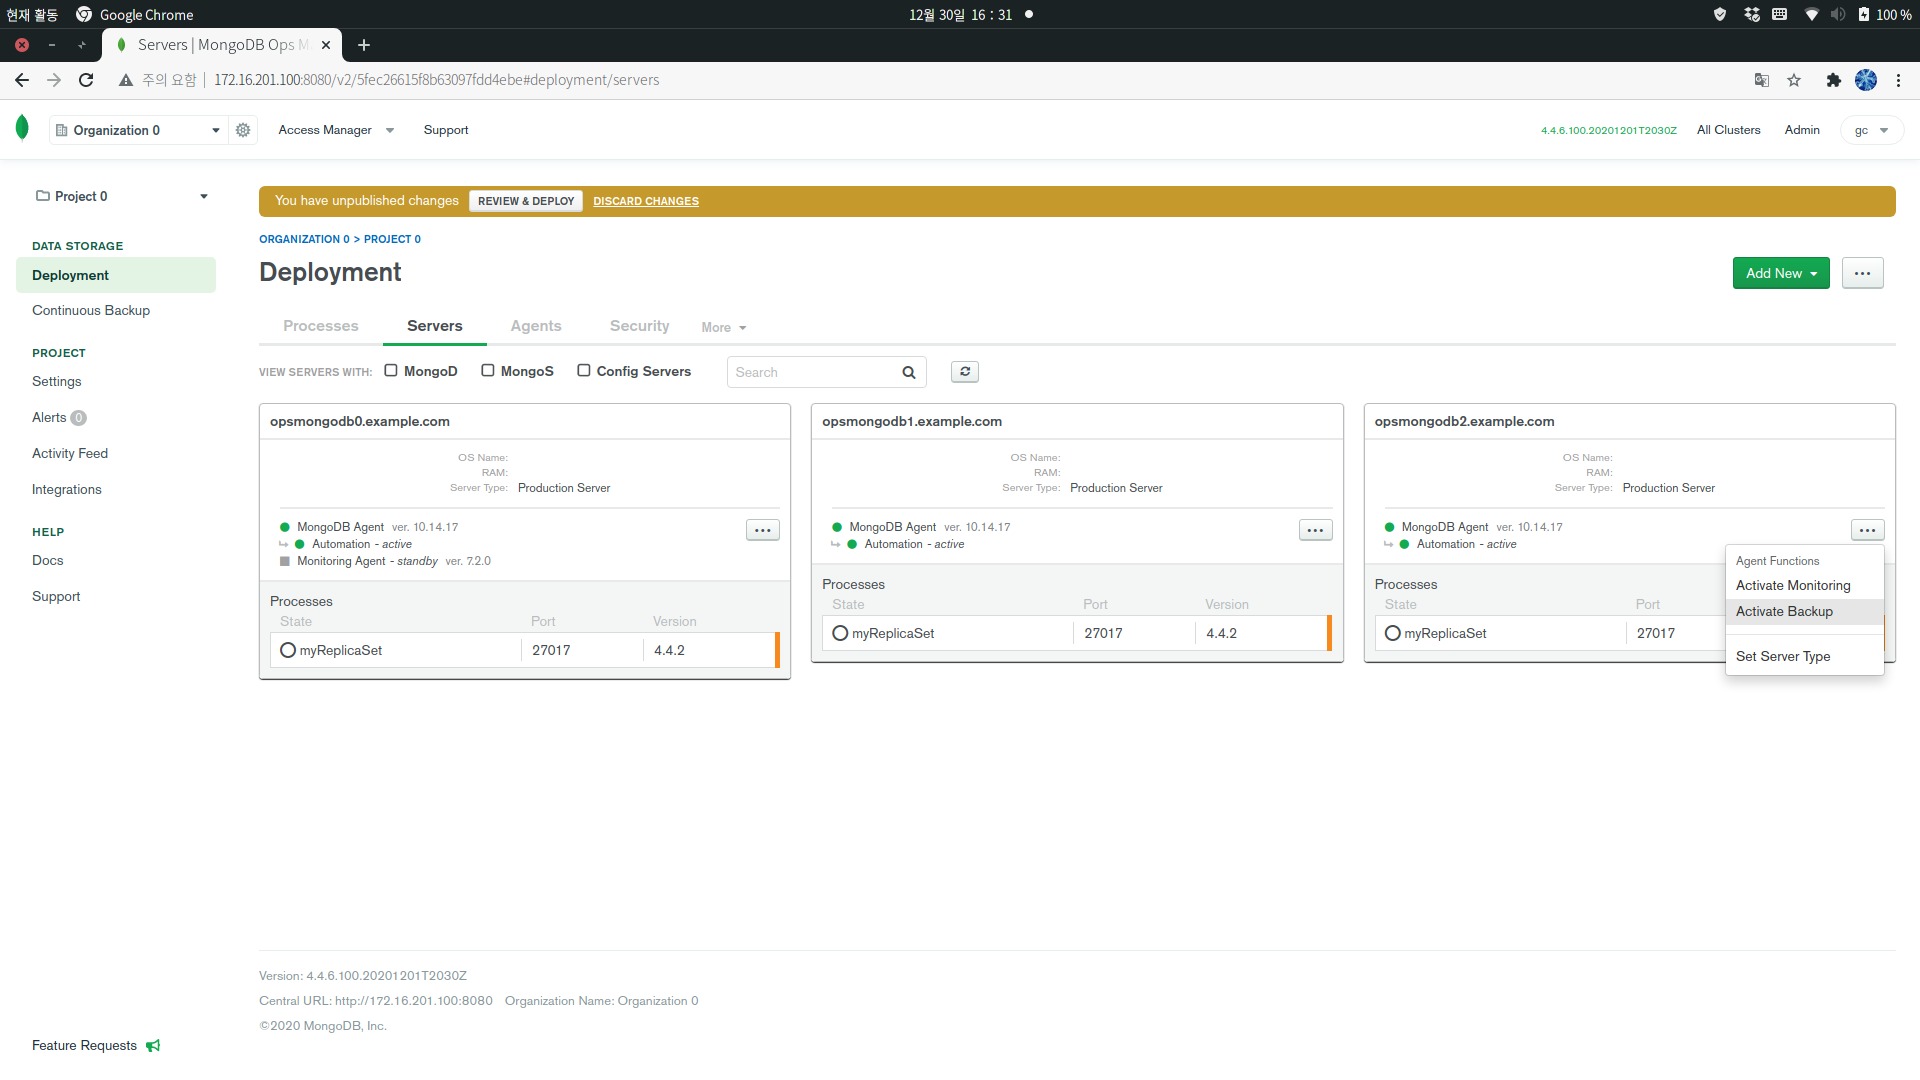 현재 활동 Google Chrome 12월 30일 16 : 31 100 %
Servers | MongoDB Ops M
주의 요함 172.16.201.100:8080/v2/5fec26615f8b63097fdd4ebe#deployment/servers
Organization 0 Access Manager Support 4.4.6.100.20201201T2030Z All Clusters Admin gc
Project 0
DATA STORAGE
Deployment
Continuous Backup
PROJECT
Settings
Alerts 0
Activity Feed
Integrations
HELP
Docs
Support
Feature Requests
You have unpublished changes REVIEW & DEPLOY DISCARD CHANGES
ORGANIZATION 0 > PROJECT 0
Deployment
Add New
Processes Servers Agents Security More
VIEW SERVERS WITH: MongoD MongoS Config Servers Search
opsmongodb0.example.com
OS Name:
RAM:
Server Type: Production Server
MongoDB Agent ver. 10.14.17
Automation - active
Monitoring Agent - standby ver. 7.2.0
Processes
State Port Version
myReplicaSet 27017 4.4.2
opsmongodb1.example.com
OS Name:
RAM:
Server Type: Production Server
MongoDB Agent ver. 10.14.17
Automation - active
Processes
State Port Version
myReplicaSet 27017 4.4.2
opsmongodb2.example.com
OS Name:
RAM:
Server Type: Production Server
MongoDB Agent ver. 10.14.17
Automation - active
Processes
State Port
myReplicaSet 27017
Agent Functions
Activate Monitoring
Activate Backup
Set Server Type
Version: 4.4.6.100.20201201T2030Z
Central URL: http://172.16.201.100:8080 Organization Name: Organization 0
©2020 MongoDB, Inc.